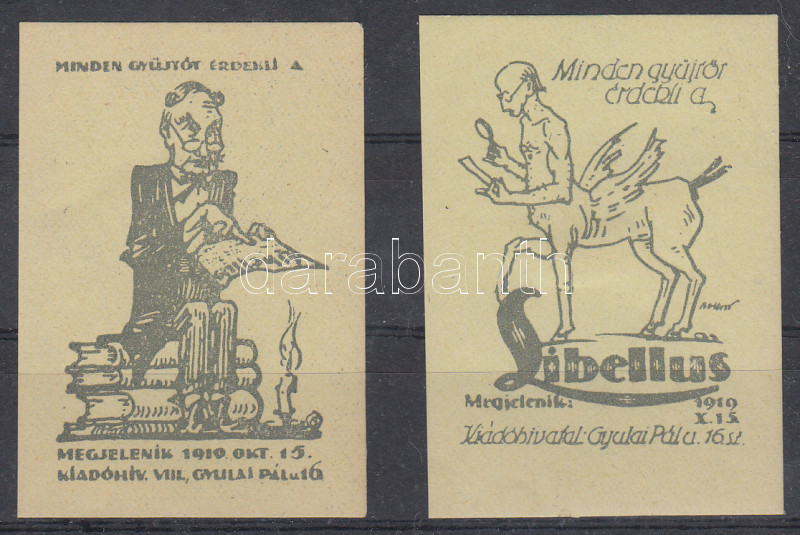 MINDEN GYŰJTŐT ÉRDEKLI A
MEGJELENIK 1919. OKT. 15.
KIADÓHIV. VIII., GYULAI PÁL u 16
Minden gyűjtőt
érdekli a
Libellus
Megjelenik: 1919
X. 15.
Kiadóhivatal: Gyulai Pál u. 16 sz.
darabanth